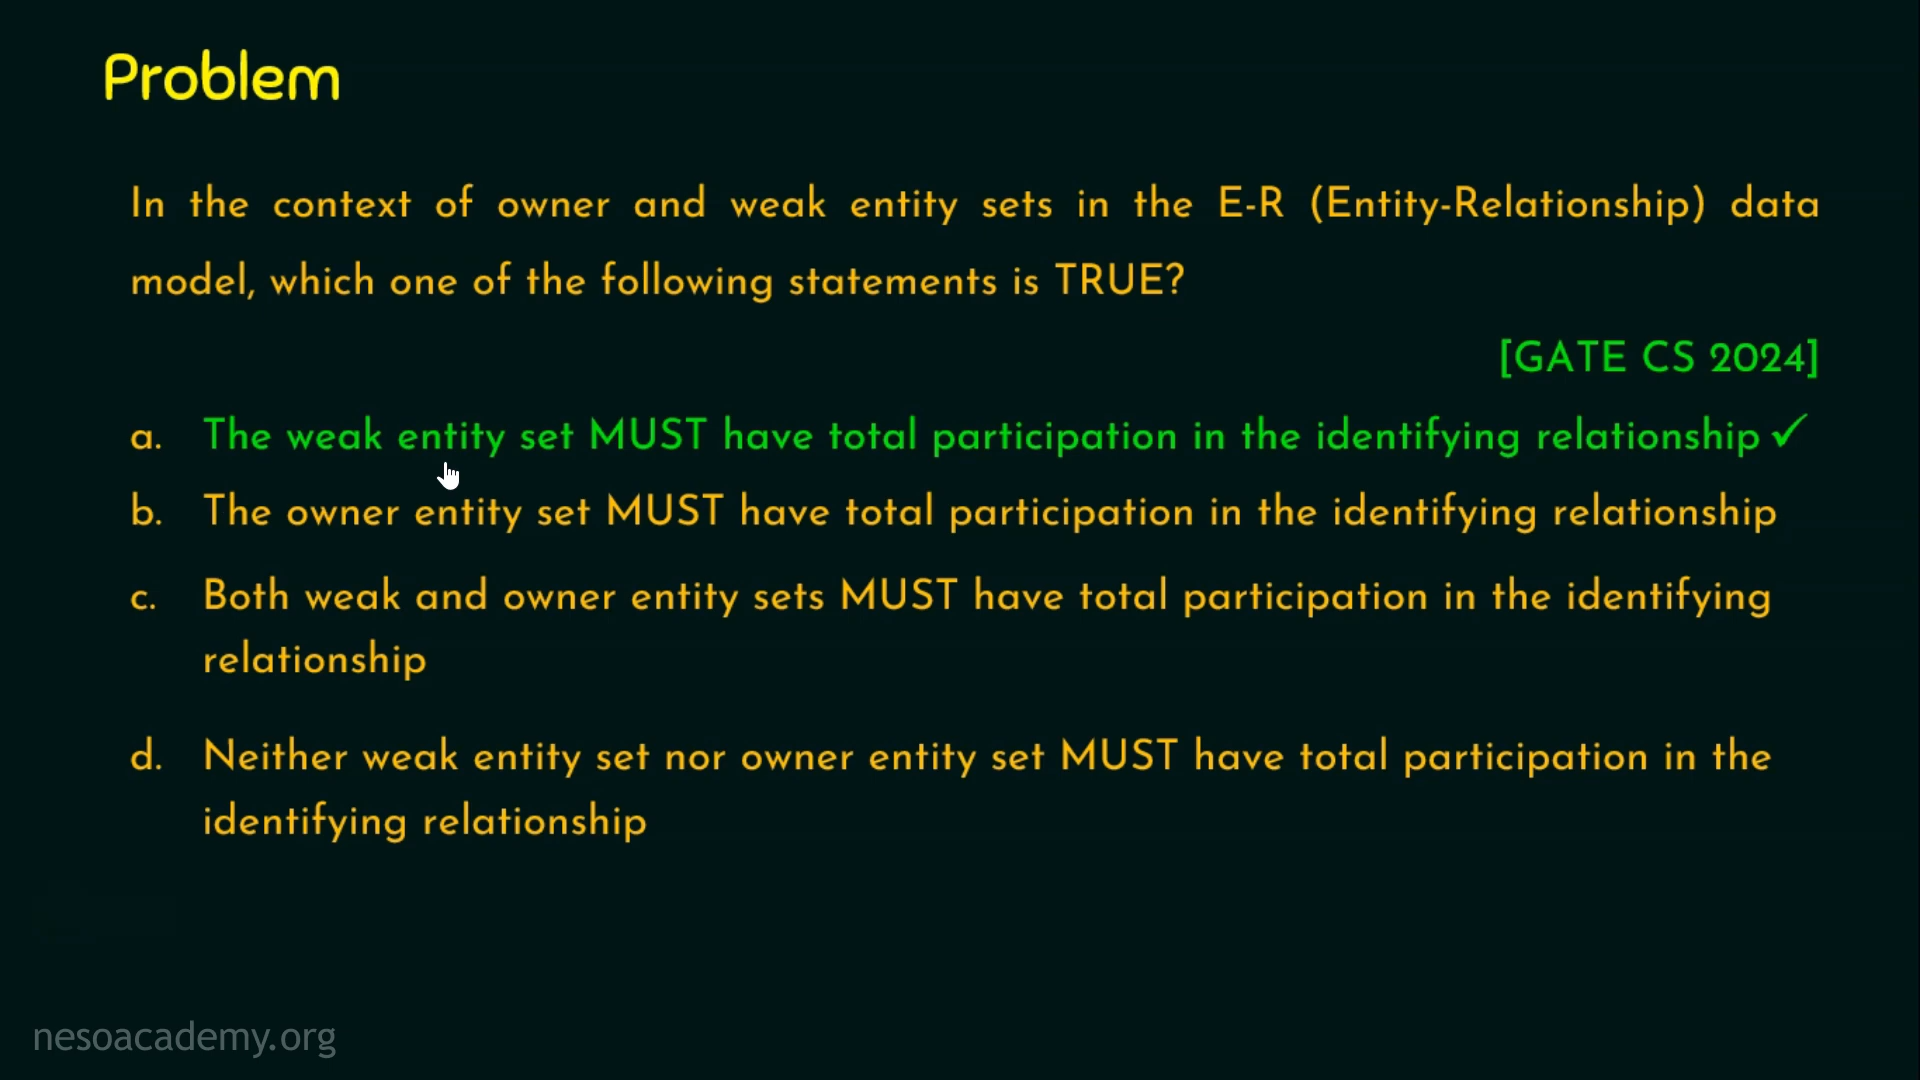 Problem
In the context of owner and weak entity sets in the E-R (Entity-Relationship) data
model, which one of the following statements is TRUE?
[GATE CS 2024]
a. The weak entity set MUST have total participation in the identifying relationship ✓
b. The owner entity set MUST have total participation in the identifying relationship
c. Both weak and owner entity sets MUST have total participation in the identifying
relationship
d. Neither weak entity set nor owner entity set MUST have total participation in the
identifying relationship
nesoacademy.org